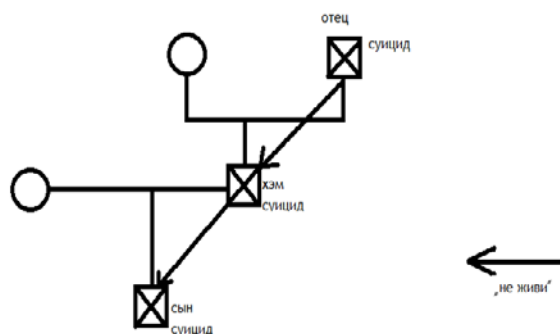 отец
суицид
хэм
суицид
„не живи"
сын
суицид